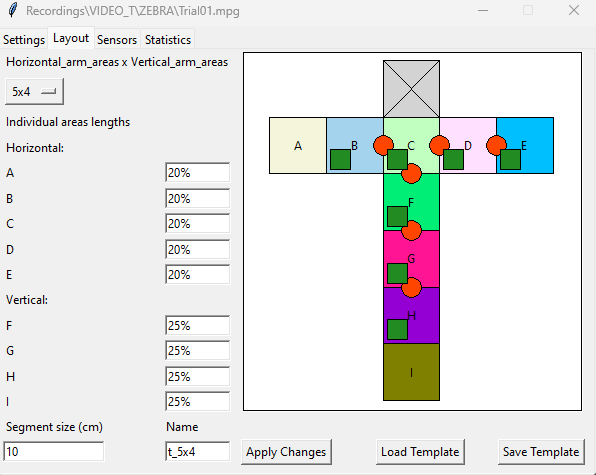 Recordings\VIDEO_T\ZEBRA\Trial01.mpg
Settings Layout Sensors Statistics
Horizontal_arm_areas x Vertical_arm_areas
5x4
Individual areas lengths
Horizontal:
A 20%
B 20%
C 20%
D 20%
E 20%
Vertical:
F 25%
G 25%
H 25%
I 25%
Segment size (cm) Name
10 t_5x4
A B C D E
F
G
H
I
Apply Changes Load Template Save Template